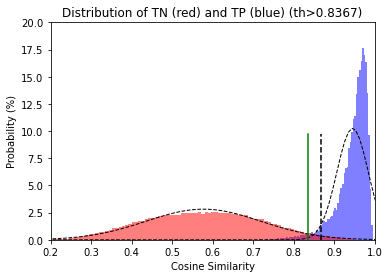 Distribution of TN (red) and TP (blue) (th>0.8367)
Probability (%)
20.0
17.5
15.0
12.5
10.0
7.5
5.0
2.5
0.0
0.2 0.3 0.4 0.5 0.6 0.7 0.8 0.9 1.0
Cosine Similarity